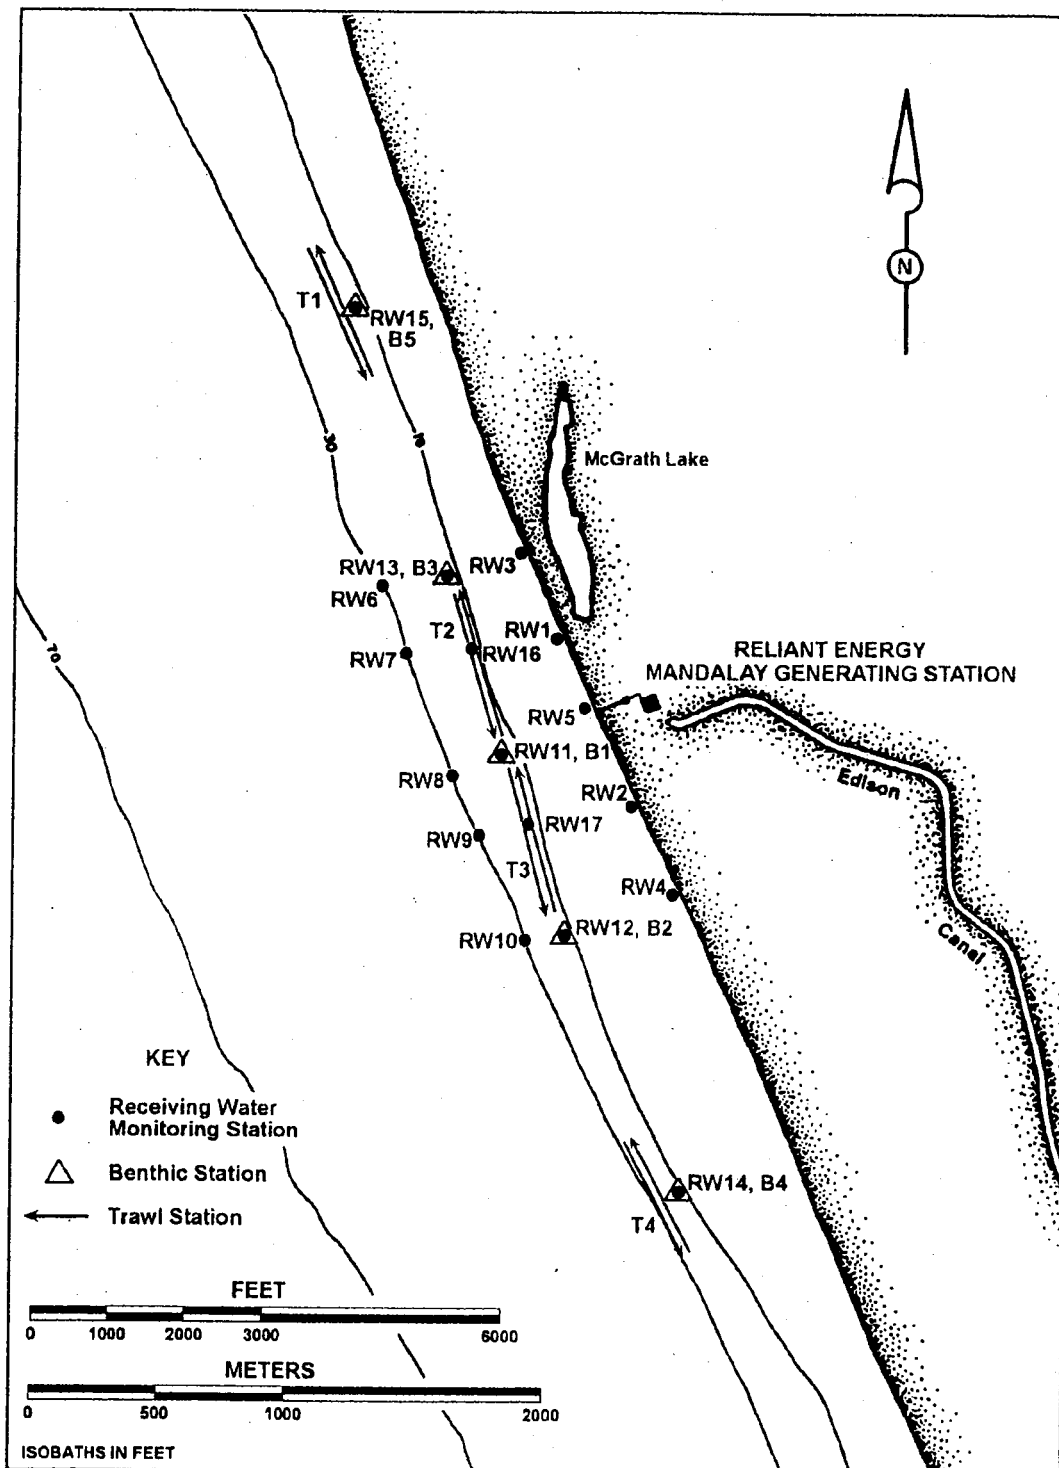 N
T1
RW15,
B5
30
McGrath Lake
RW13, B3
RW3
RW6
T2
RW1
RW16
RW7
70
RELIANT ENERGY
MANDALAY GENERATING STATION
RW5
RW11, B1
RW8
RW2
Edison
RW17
RW9
T3
RW4
RW12, B2
RW10
Canal
KEY
Receiving Water
Monitoring Station
Benthic Station
Trawl Station
RW14, B4
T4
FEET
0 1000 2000 3000 6000
METERS
0 500 1000 2000
ISOBATHS IN FEET